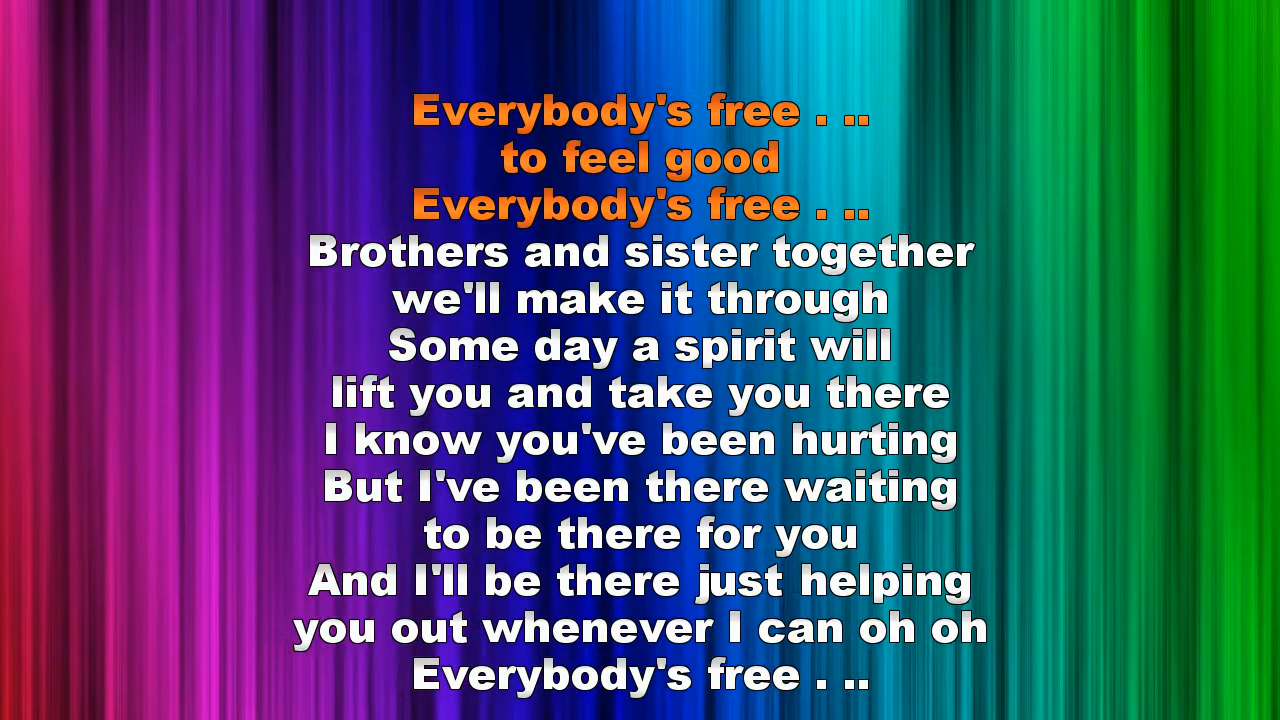 Everybody's free . ..
to feel good
Everybody's free . ..
Brothers and sister together
we'll make it through
Some day a spirit will
lift you and take you there
I know you've been hurting
But I've been there waiting
to be there for you
And I'll be there just helping
you out whenever I can oh oh
Everybody's free . ..